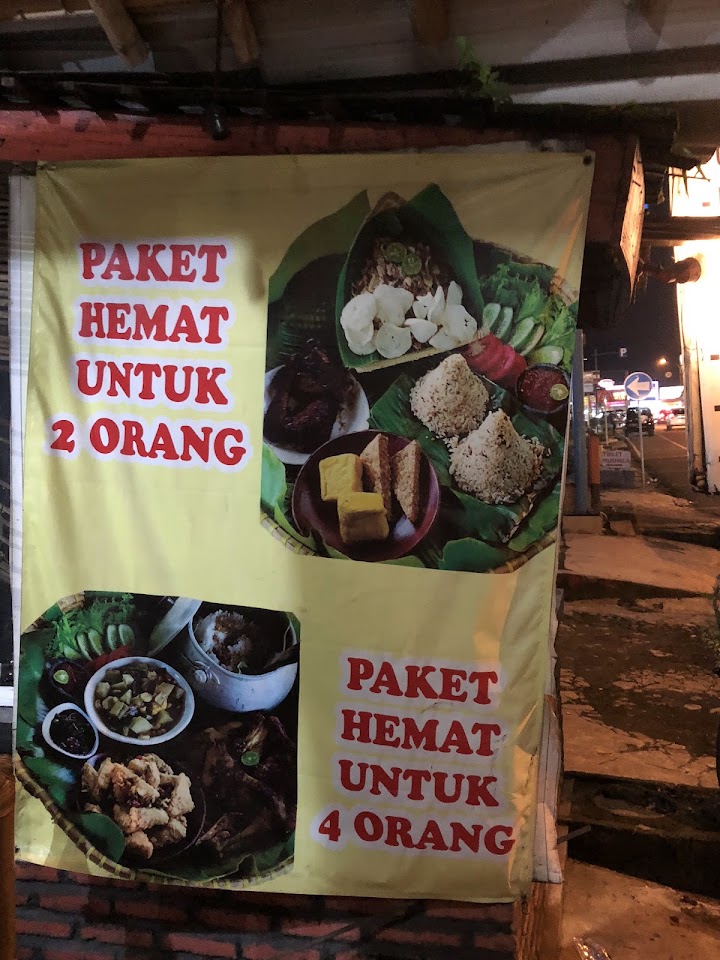 PAKET
HEMAT
UNTUK
2 ORANG
PAKET
HEMAT
UNTUK
4 ORANG
P